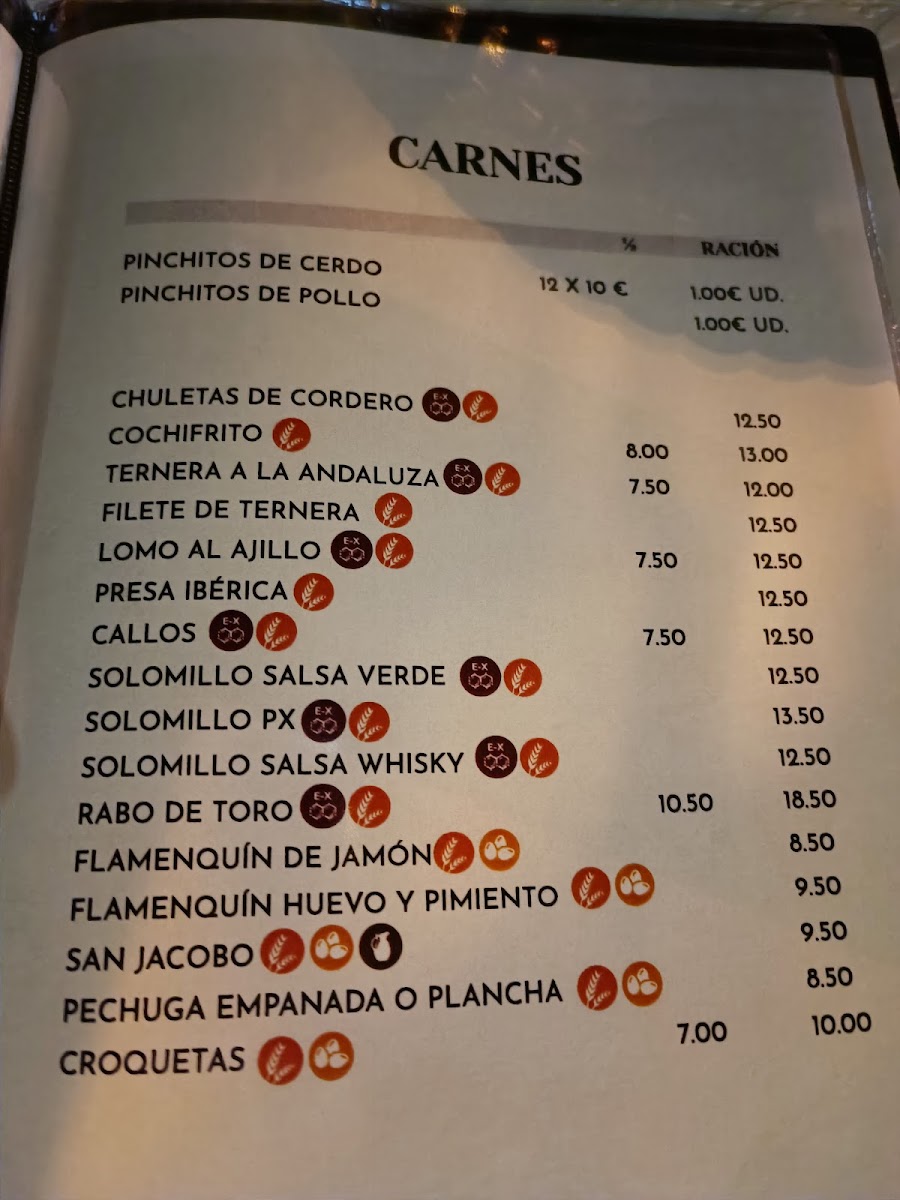 CARNES
½ RACIÓN
PINCHITOS DE CERDO 12 X 10 € 1.00€ UD.
PINCHITOS DE POLLO 1.00€ UD.
CHULETAS DE CORDERO E-X 12.50
COCHIFRITO 8.00 13.00
TERNERA A LA ANDALUZA E-X 7.50 12.00
FILETE DE TERNERA 12.50
LOMO AL AJILLO E-X 7.50 12.50
PRESA IBÉRICA 12.50
CALLOS E-X 7.50 12.50
SOLOMILLO SALSA VERDE E-X 12.50
SOLOMILLO PX E-X 13.50
SOLOMILLO SALSA WHISKY E-X 12.50
RABO DE TORO E-X 10.50 18.50
FLAMENQUÍN DE JAMÓN 8.50
FLAMENQUÍN HUEVO Y PIMIENTO 9.50
SAN JACOBO 9.50
PECHUGA EMPANADA O PLANCHA 8.50
CROQUETAS 7.00 10.00